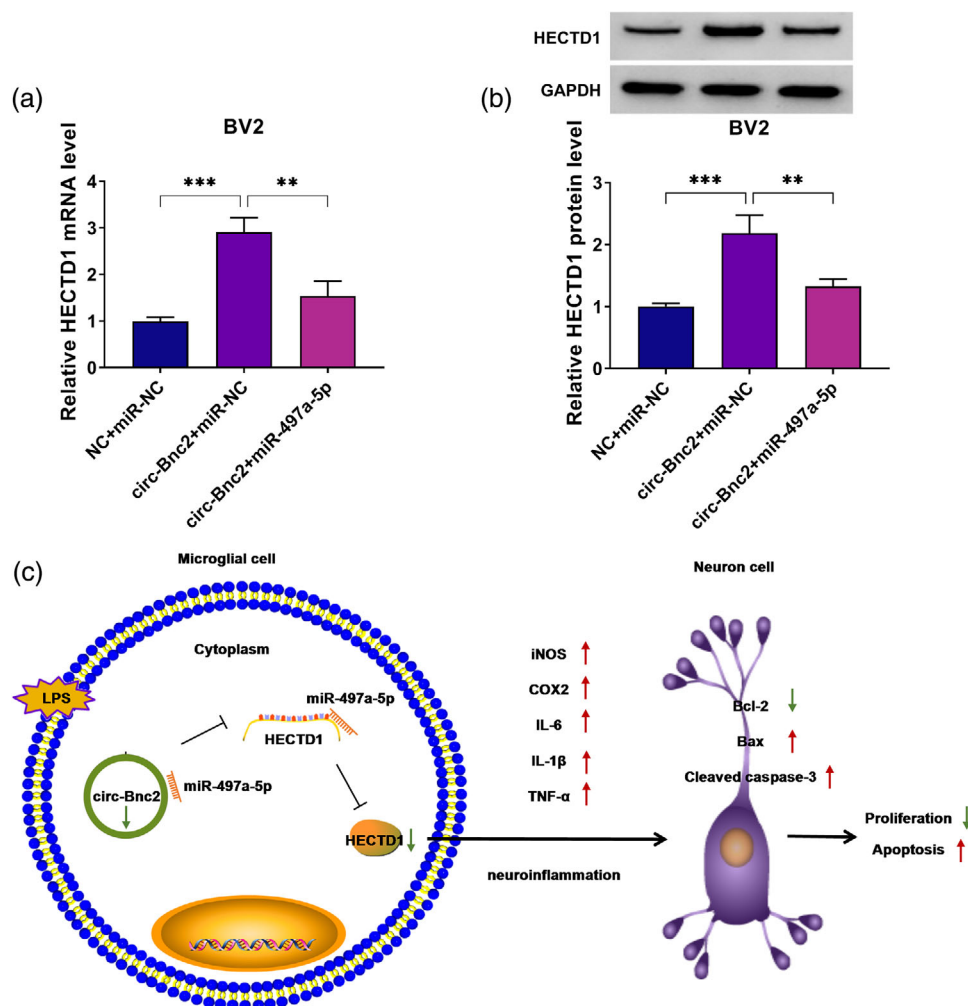 HECTD1
GAPDH
(a)
BV2
Relative HECTD1 mRNA level
4
3
2
1
0
***
**
NC+miR-NC
circ-Bnc2+miR-NC
circ-Bnc2+miR-497a-5p
(b)
BV2
Relative HECTD1 protein level
3
2
1
0
***
**
NC+miR-NC
circ-Bnc2+miR-NC
circ-Bnc2+miR-497a-5p
(c)
Microglial cell
Cytoplasm
LPS
miR-497a-5p
HECTD1
circ-Bnc2
miR-497a-5p
HECTD1
neuroinflammation
iNOS
COX2
IL-6
IL-1β
TNF-α
Neuron cell
Bcl-2
Bax
Cleaved caspase-3
Proliferation
Apoptosis